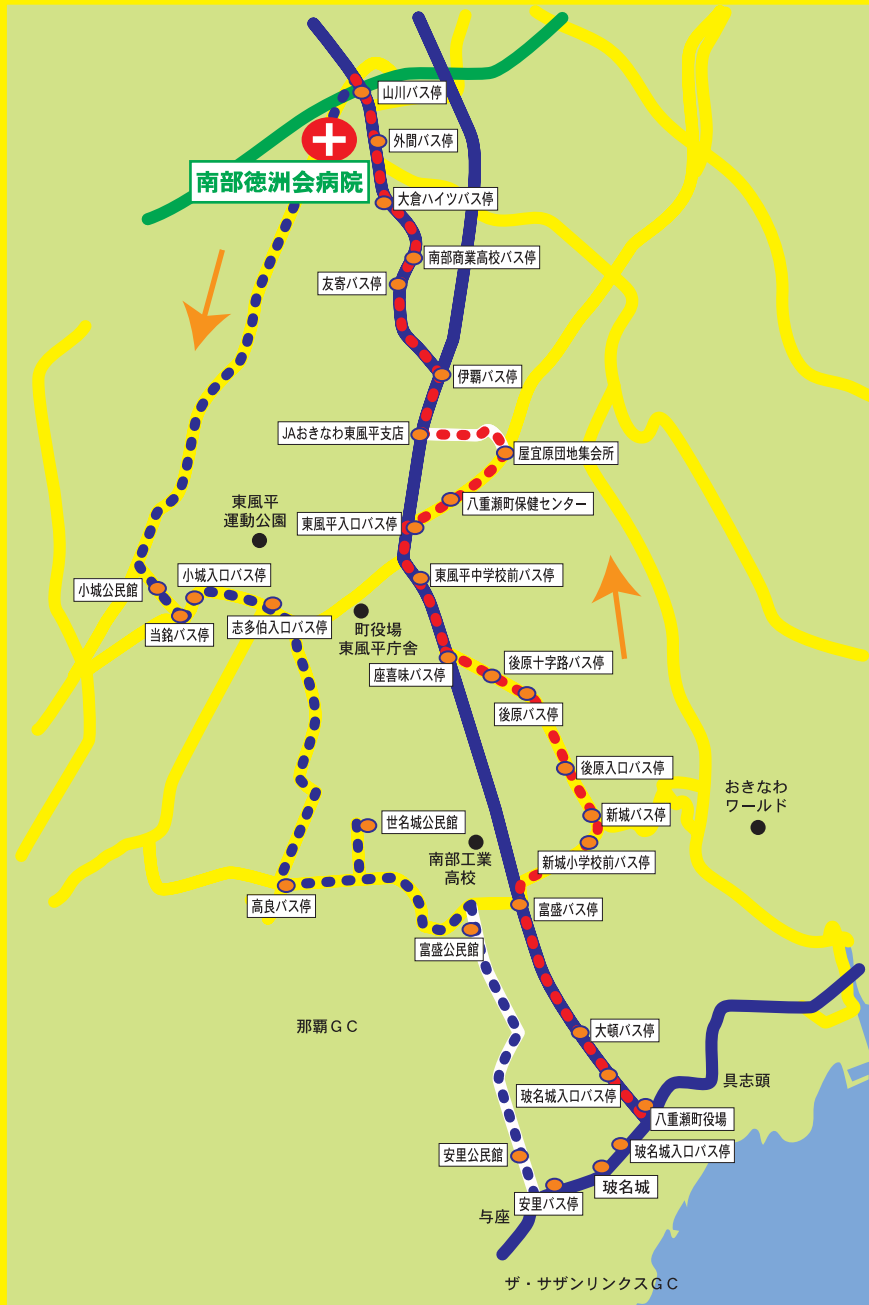 山川バス停
外間バス停
南部徳洲会病院
大倉ハイツバス停
南部商業高校バス停
友寄バス停
伊覇バス停
JAおきなわ東風平支店
屋宜原団地集会所
八重瀬町保健センター
東風平
運動公園
東風平入口バス停
小城公民館
小城入口バス停
東風平中学校前バス停
当銘バス停
志多伯入口バス停
町役場
東風平庁舎
座喜味バス停
後原十字路バス停
後原バス停
後原入口バス停
おきなわ
ワールド
世名城公民館
新城バス停
南部工業
高校
新城小学校前バス停
高良バス停
富盛バス停
富盛公民館
那覇GC
大頓バス停
具志頭
玻名城入口バス停
八重瀬町役場
安里公民館
玻名城入口バス停
玻名城
安里バス停
与座
ザ・サザンリンクスGC